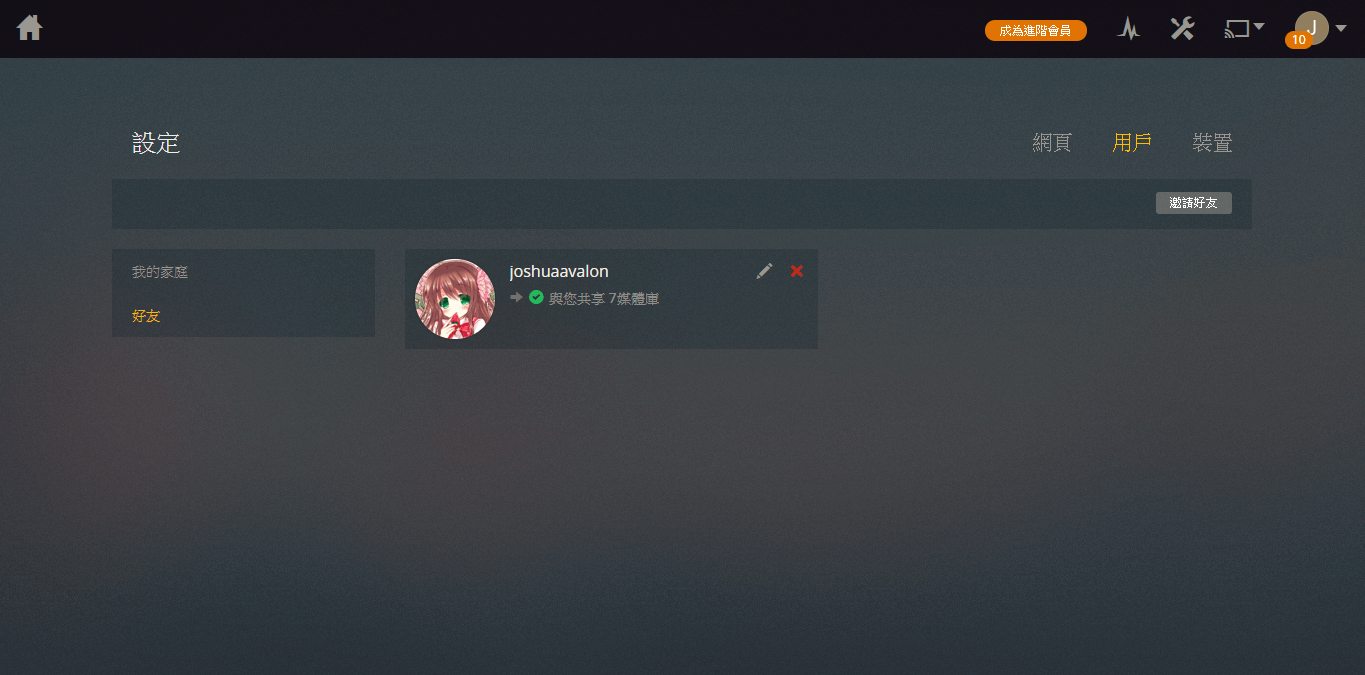 成為進階會員
J
10
設定
網頁
用戶
裝置
邀請好友
我的家庭
好友
joshuaavalon
與您共享 7媒體庫